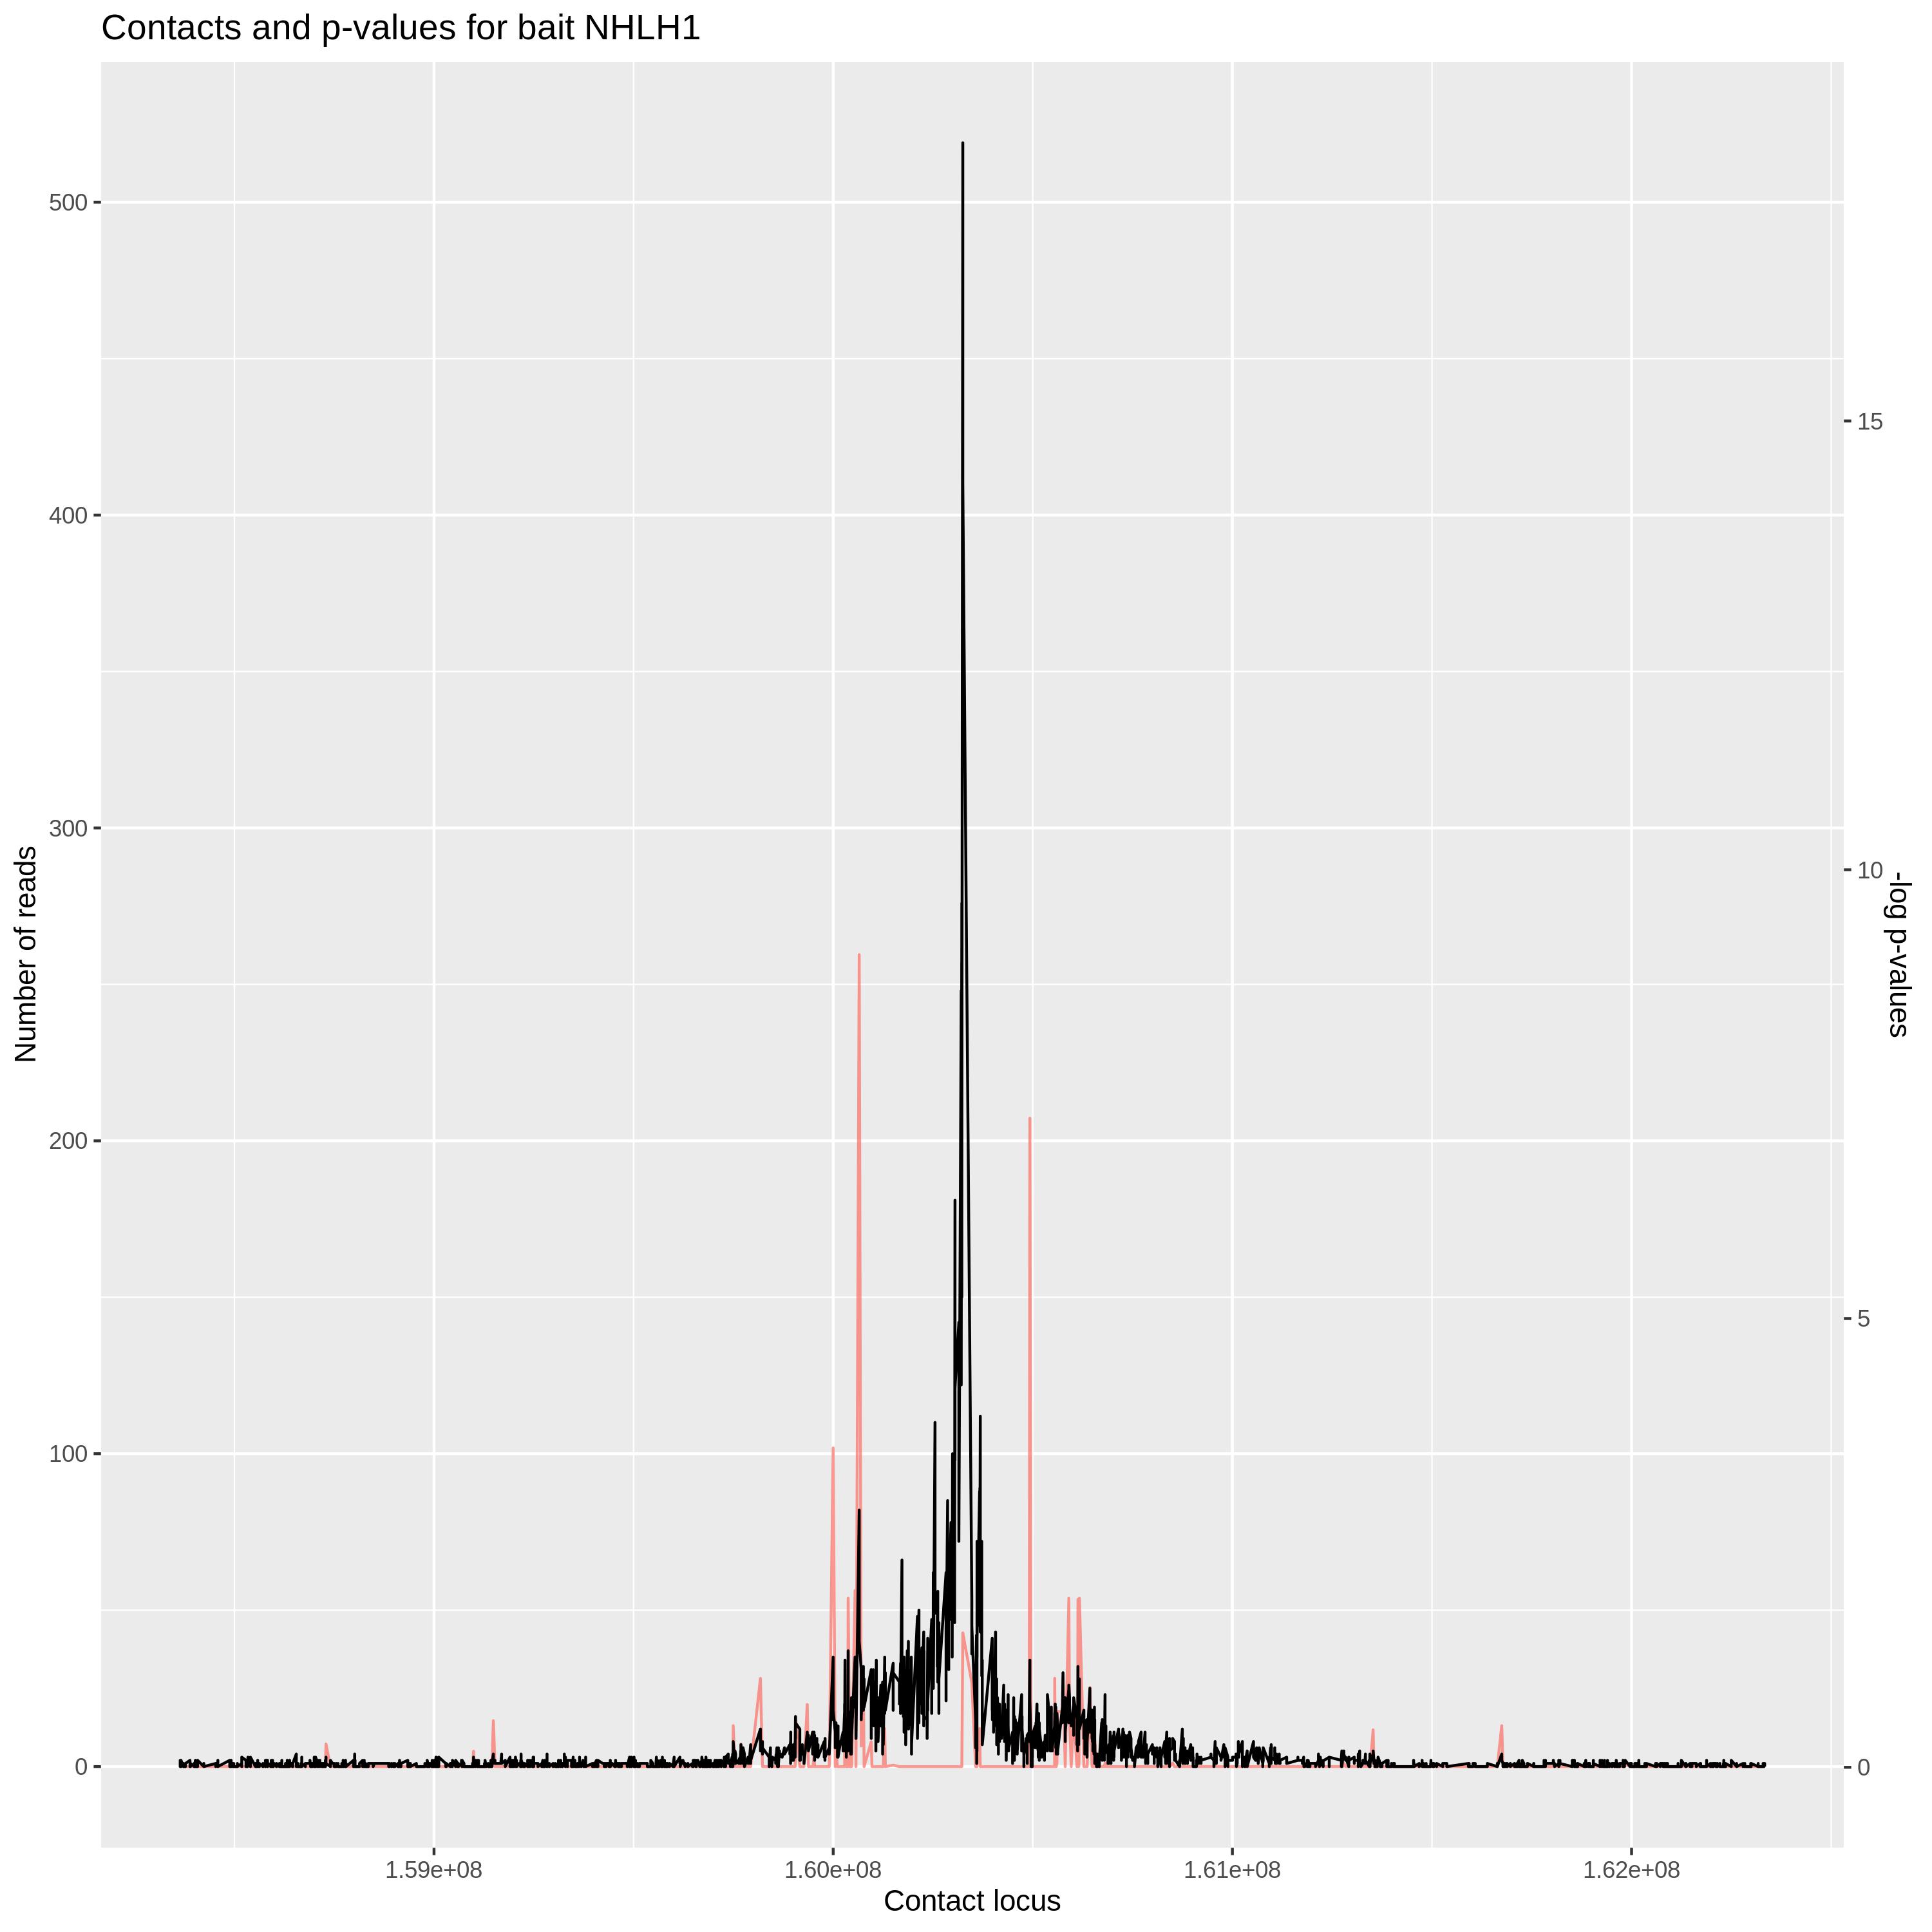 Contacts and p-values for bait NHLH1
500
400
300
200
100
0
Number of reads
15
10
5
0
-log p-values
1.59e+08
1.60e+08
1.61e+08
1.62e+08
Contact locus